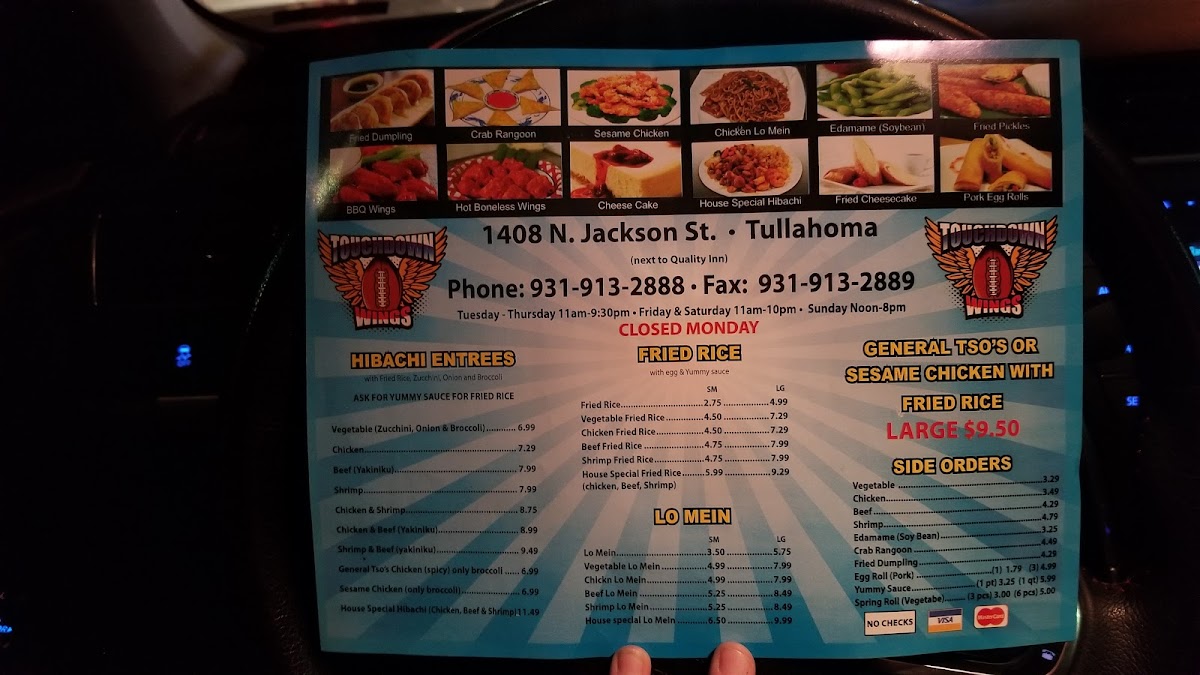 Fried Dumpling
Crab Rangoon
Sesame Chicken
Chicken Lo Mein
Edamame (Soybean)
Fried Pickles
BBQ Wings
Hot Boneless Wings
Cheese Cake
House Special Hibachi
Fried Cheesecake
Pork Egg Rolls
TOUCHDOWN
WINGS
1408 N. Jackson St. • Tullahoma
(next to Quality Inn)
Phone: 931-913-2888 • Fax: 931-913-2889
Tuesday - Thursday 11am-9:30pm • Friday & Saturday 11am-10pm • Sunday Noon-8pm
CLOSED MONDAY
TOUCHDOWN
WINGS
HIBACHI ENTREES
with Fried Rice, Zucchini, Onion and Broccoli
ASK FOR YUMMY SAUCE FOR FRIED RICE
Vegetable (Zucchini, Onion & Broccoli)............ 6.99
Chicken.................................................. 7.29
Beef (Yakiniku)....................................... 7.99
Shrimp................................................... 7.99
Chicken & Shrimp.................................... 8.75
Chicken & Beef (Yakiniku)......................... 8.99
Shrimp & Beef (yakiniku).......................... 9.49
General Tso's Chicken (spicy) only broccoli ...... 6.99
Sesame Chicken (only broccoli).................. 6.99
House Special Hibachi (Chicken, Beef & Shrimp)11.49
FRIED RICE
with egg & Yummy sauce
SM LG
Fried Rice........................2.75 ..................4.99
Vegetable Fried Rice...........4.50 ..................7.29
Chicken Fried Rice..............4.50 ..................7.29
Beef Fried Rice ..................4.75 ..................7.99
Shrimp Fried Rice...............4.75 ..................7.99
House Special Fried Rice.......5.99 ..................9.29
(chicken, Beef, Shrimp)
LO MEIN
SM LG
Lo Mein...........................3.50 ..................5.75
Vegetable Lo Mein ..............4.99 ..................7.99
Chickn Lo Mein..................4.99 ..................7.99
Beef Lo Mein ....................5.25 ..................8.49
Shrimp Lo Mein .................5.25 ..................8.49
House special Lo Mein .........6.50 ..................9.99
GENERAL TSO'S OR
SESAME CHICKEN WITH
FRIED RICE
LARGE $9.50
SIDE ORDERS
Vegetable ........................................3.29
Chicken...........................................3.49
Beef ...............................................4.29
Shrimp............................................4.79
Edamame (Soy Bean)..........................3.25
Crab Rangoon ..................................4.49
Fried Dumpling.................................4.29
Egg Roll (Pork) ....................(1) 1.79 (3) 4.99
Yummy Sauce...............(1 pt) 3.25 (1 qt) 5.99
Spring Roll (Vegetabe)....... (3 pcs) 3.00 (6 pcs) 5.00
NO CHECKS
VISA
MasterCard
SE